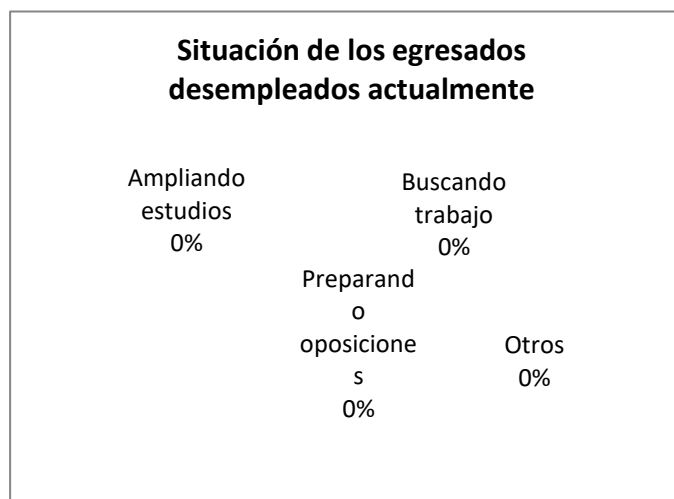 Situación de los egresados
desempleados actualmente
Ampliando
estudios
0%
Buscando
trabajo
0%
Preparand
o
oposicione
s
0%
Otros
0%